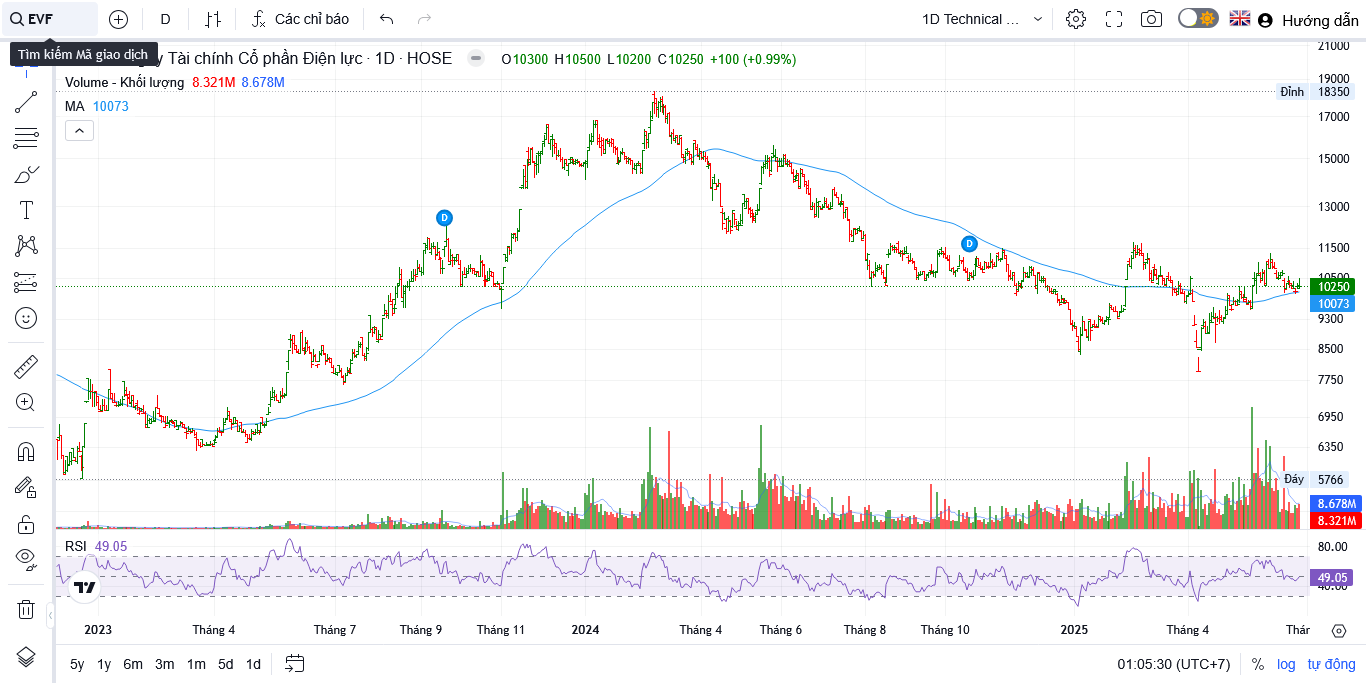 EVF
D
Các chỉ báo
1D Technical ...
Hướng dẫn
Tìm kiếm Mã giao dịch
y Tài chính Cổ phần Điện lực · 1D · HOSE
O10300 H10500 L10200 C10250 +100 (+0.99%)
Volume - Khối lượng 8.321M 8.678M
MA 10073
21000
19000
Đỉnh 18350
17000
15000
13000
D
D
11500
10500
10250
10073
9300
8500
7750
6950
6350
Đáy 5766
8.678M
8.321M
RSI 49.05
80.00
49.05
40.00
2023 Tháng 4 Tháng 7 Tháng 9 Tháng 11 2024 Tháng 4 Tháng 6 Tháng 8 Tháng 10 2025 Tháng 4 Thár
5y 1y 6m 3m 1m 5d 1d
01:05:30 (UTC+7) % log tự động